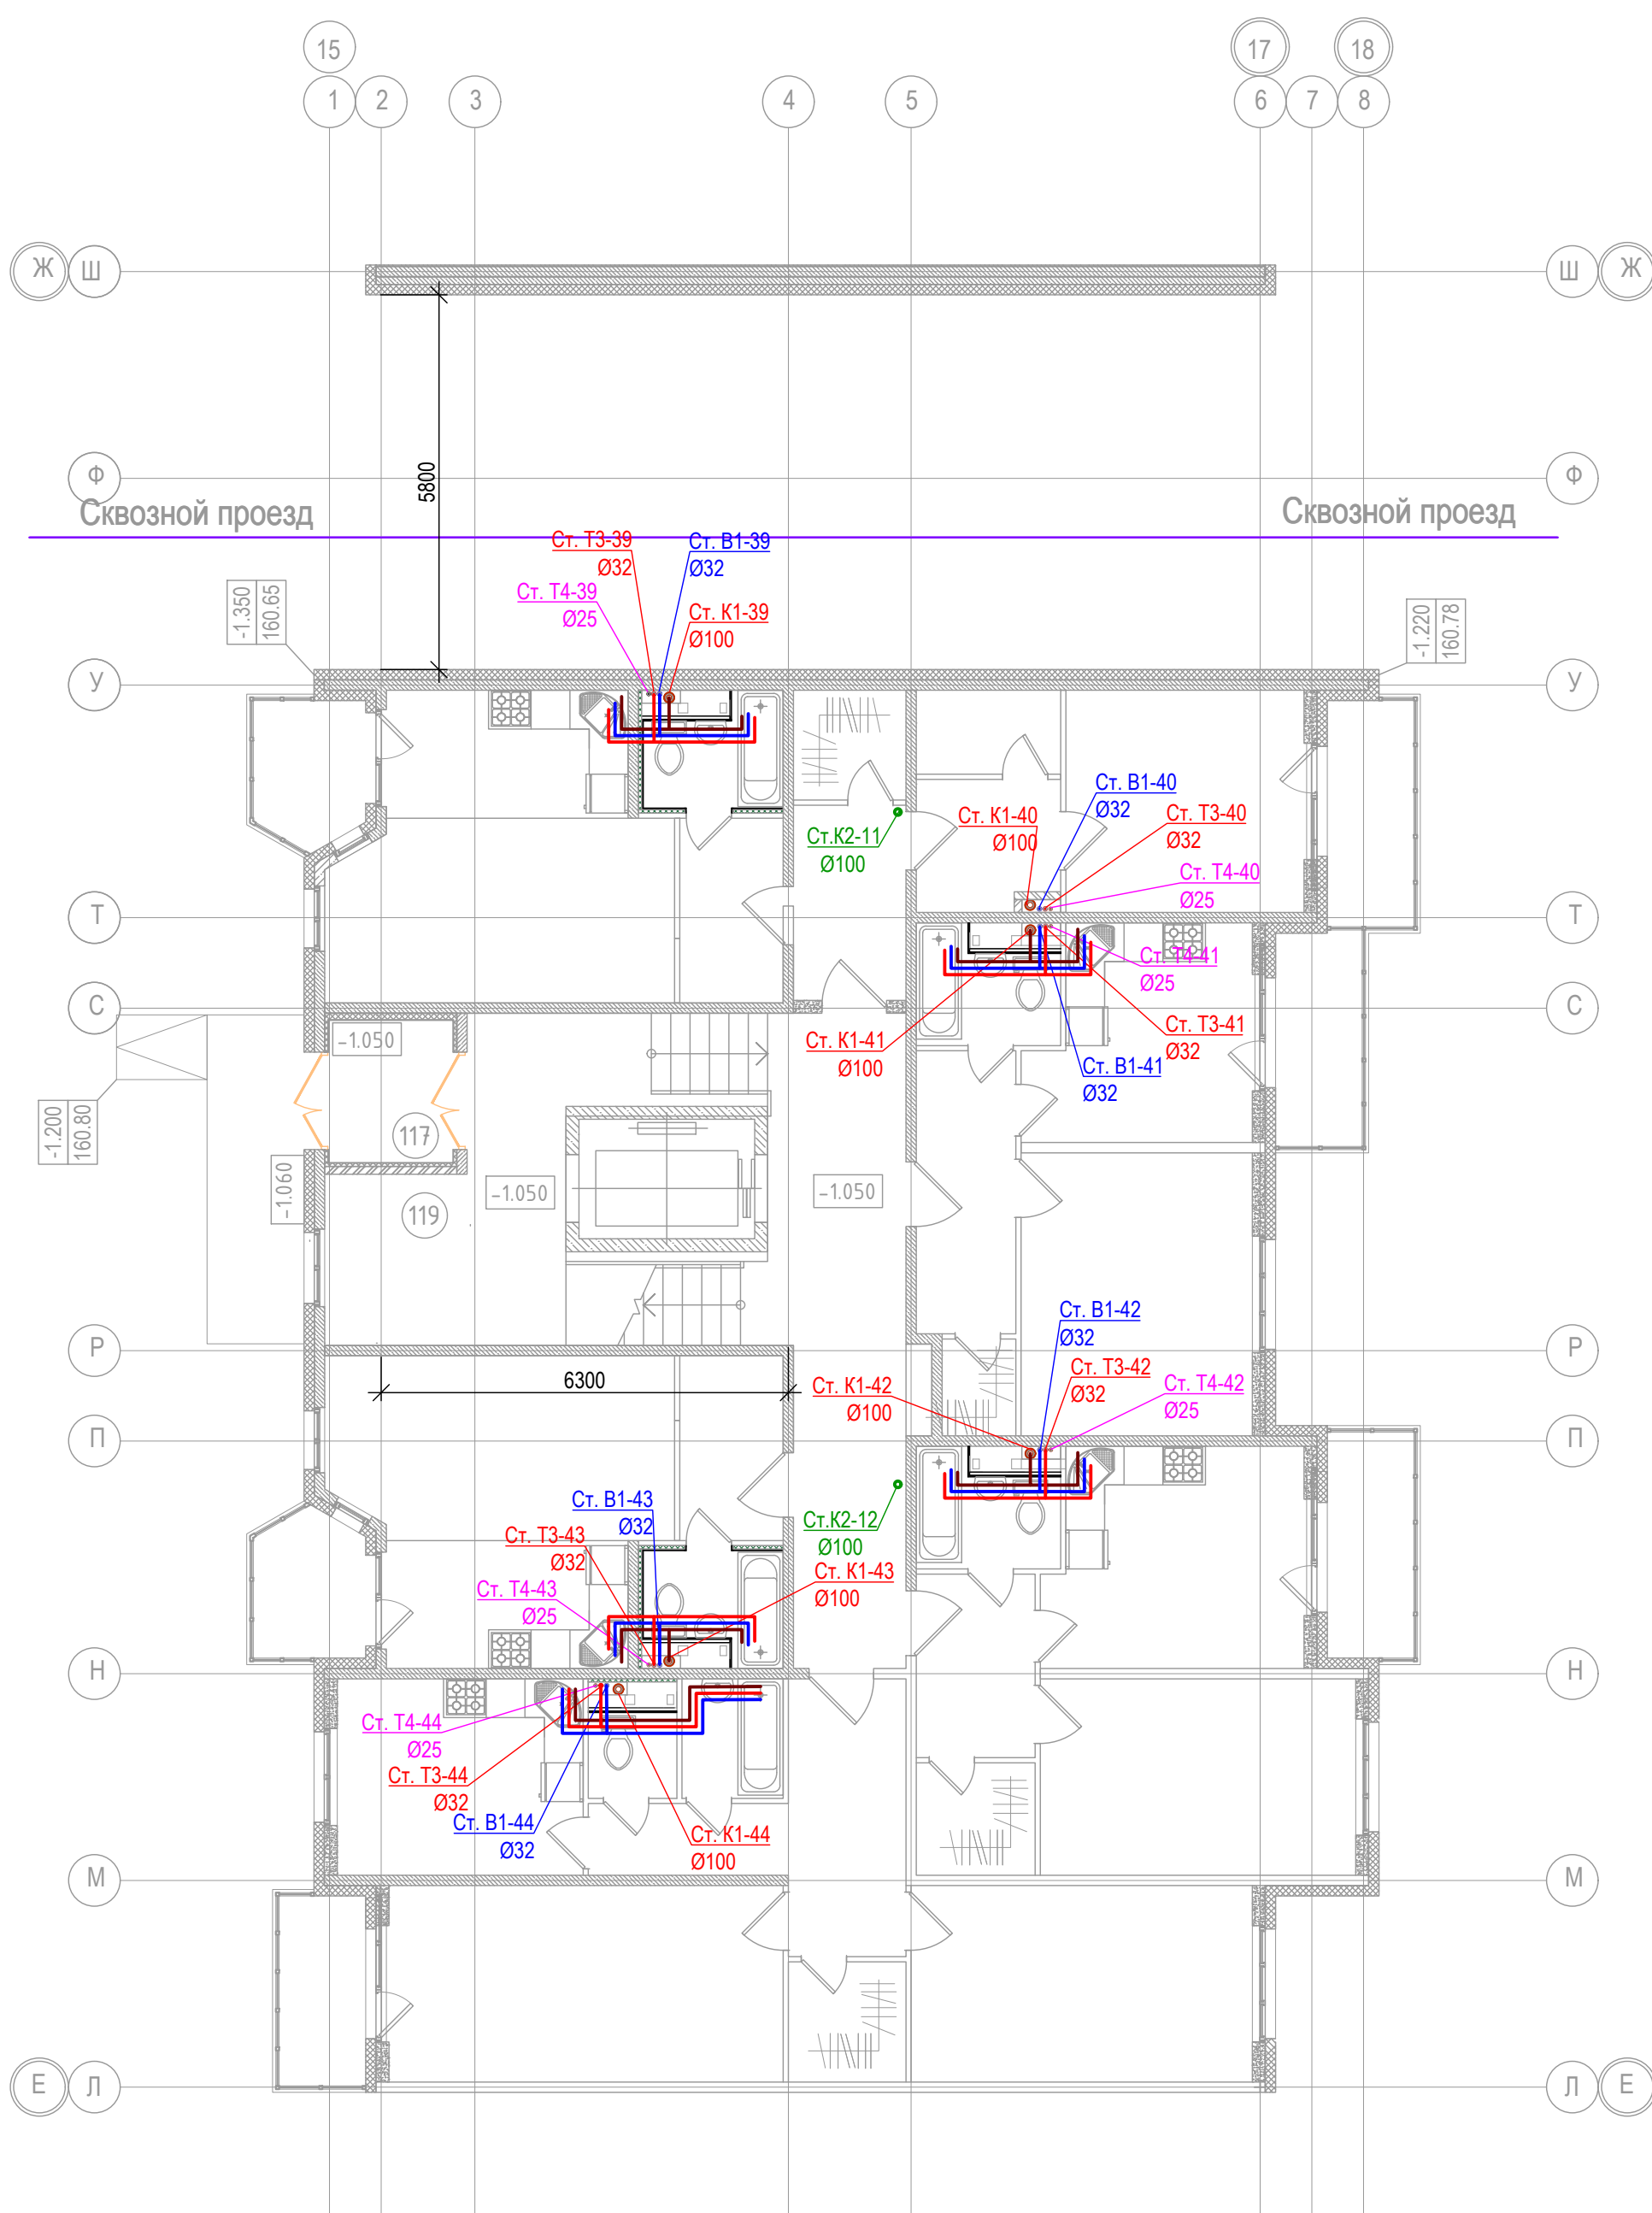 15
17
18
1
2
3
4
5
6
7
8
Ж
Ш
Ш
Ж
5800
Ф
Ф
Сквозной проезд
Сквозной проезд
Ст. Т3-39
Ø32
Ст. В1-39
Ø32
Ст. Т4-39
Ø25
Ст. К1-39
Ø100
-1.350
160.65
-1.220
160.78
У
У
Ст. В1-40
Ø32
Ст. К1-40
Ø100
Ст. Т3-40
Ø32
Ст.К2-11
Ø100
Ст. Т4-40
Ø25
Т
Т
Ст. Т4-41
Ø25
С
С
Ст. Т3-41
Ø32
Ст. К1-41
Ø100
Ст. В1-41
Ø32
-1.050
-1.200
160.80
117
-1.060
-1.050
-1.050
119
Ст. В1-42
Ø32
Р
Р
Ст. Т3-42
Ø32
6300
Ст. К1-42
Ø100
Ст. Т4-42
Ø25
П
П
Ст. В1-43
Ø32
Ст.К2-12
Ø100
Ст. Т3-43
Ø32
Ст. К1-43
Ø100
Ст. Т4-43
Ø25
Н
Н
Ст. Т4-44
Ø25
Ст. Т3-44
Ø32
Ст. В1-44
Ø32
Ст. К1-44
Ø100
М
М
Е
Л
Л
Е